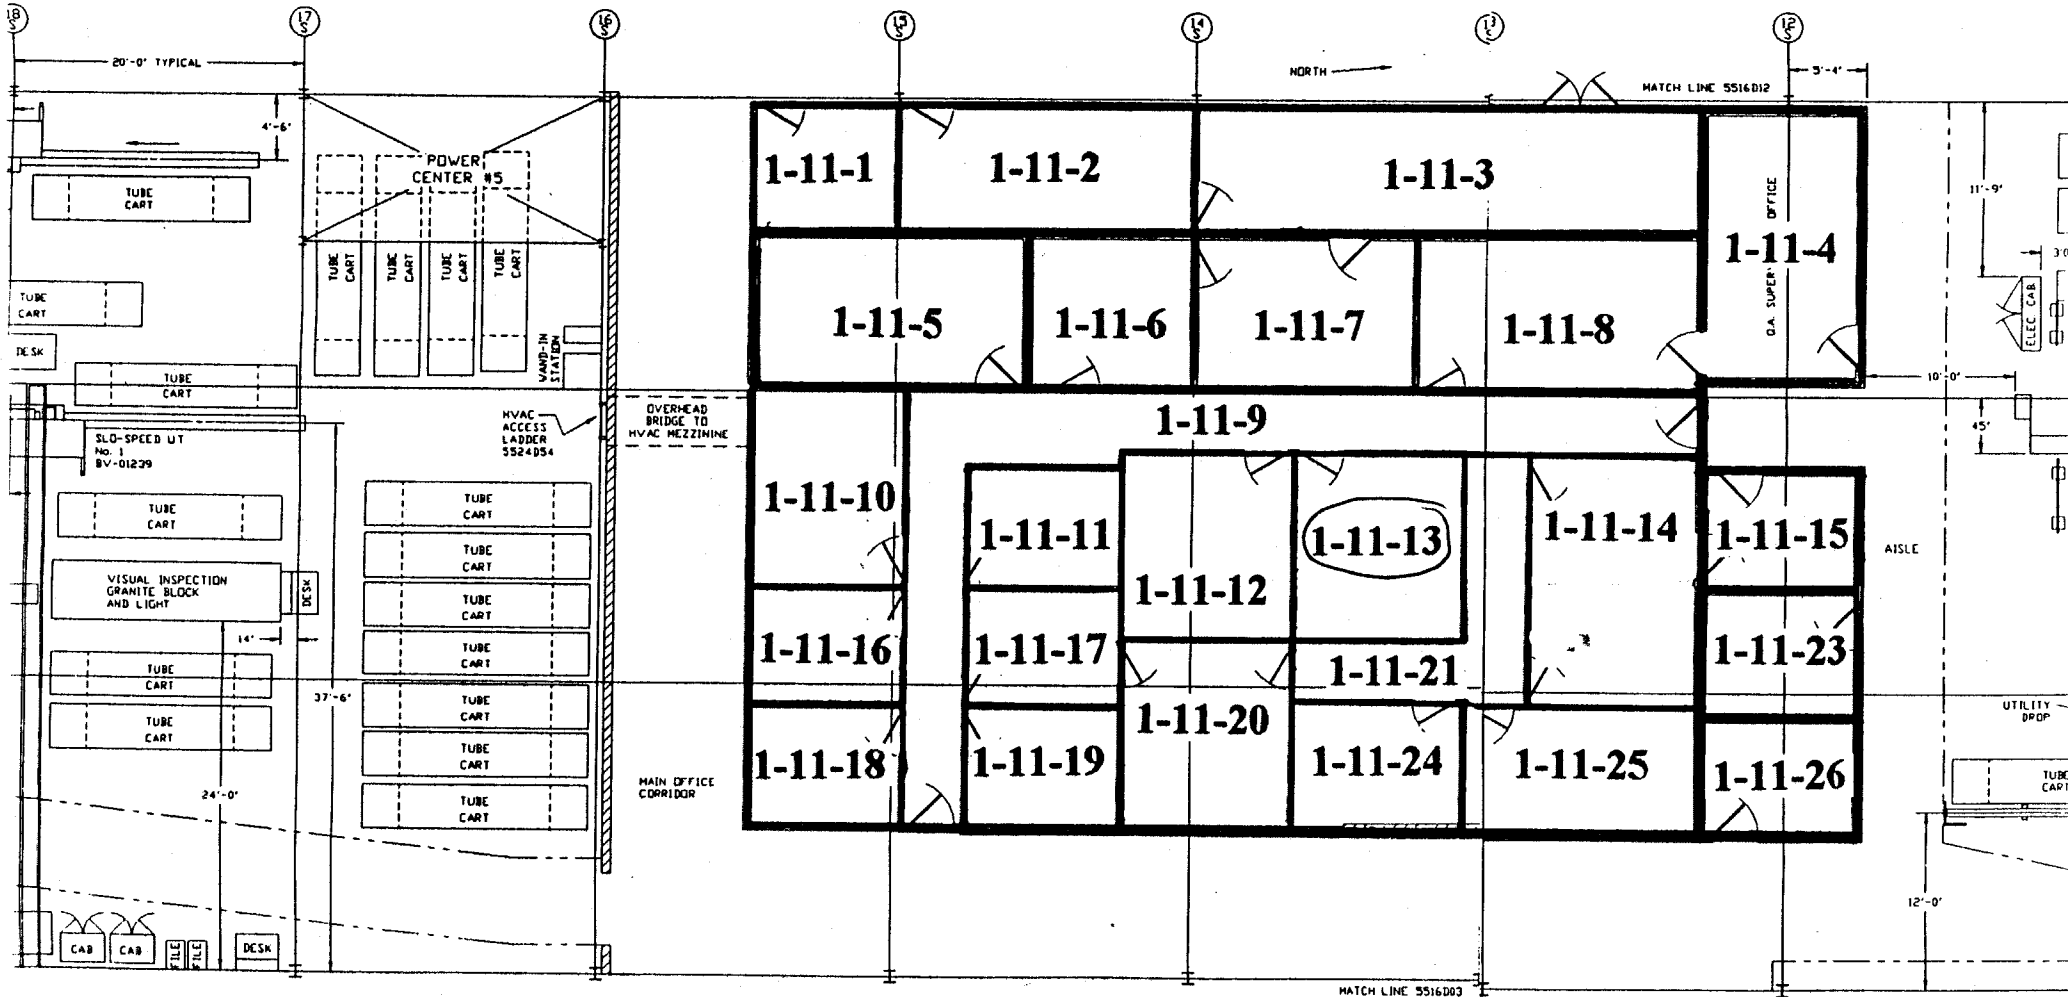 18 S
17 S
16 S
15 S
14 S
13 S
12 S
20'-0" TYPICAL
NORTH
MATCH LINE 5516D12
5'-4"
4'-6"
POWER
CENTER #5
TUBE
CART
11'-9"
1-11-1
1-11-2
1-11-3
1-11-4
Q.A. SUPER OFFICE
TUBE
CART
TUBE
CART
TUBE
CART
TUBE
CART
TUBE
CART
ELEC CAB
1-11-5
1-11-6
1-11-7
1-11-8
DESK
WAND-IN
STATION
TUBE
CART
10'-0"
HVAC
ACCESS
LADDER
5524D54
OVERHEAD
BRIDGE TO
HVAC MEZZININE
1-11-9
45"
SLO-SPEED UT
No. 1
BV-01239
1-11-10
1-11-11
1-11-12
1-11-13
1-11-14
1-11-15
AISLE
TUBE
CART
TUBE
CART
TUBE
CART
VISUAL INSPECTION
GRANITE BLOCK
AND LIGHT
DESK
TUBE
CART
14"
TUBE
CART
1-11-16
1-11-17
1-11-21
1-11-23
TUBE
CART
37'-6"
TUBE
CART
TUBE
CART
UTILITY
DROP
1-11-18
1-11-19
1-11-20
1-11-24
1-11-25
1-11-26
TUBE
CART
MAIN OFFICE
CORRIDOR
24'-0"
TUBE
CART
TUBE
CART
12'-0"
CAB
CAB
FILE
FILE
DESK
MATCH LINE 5516D03